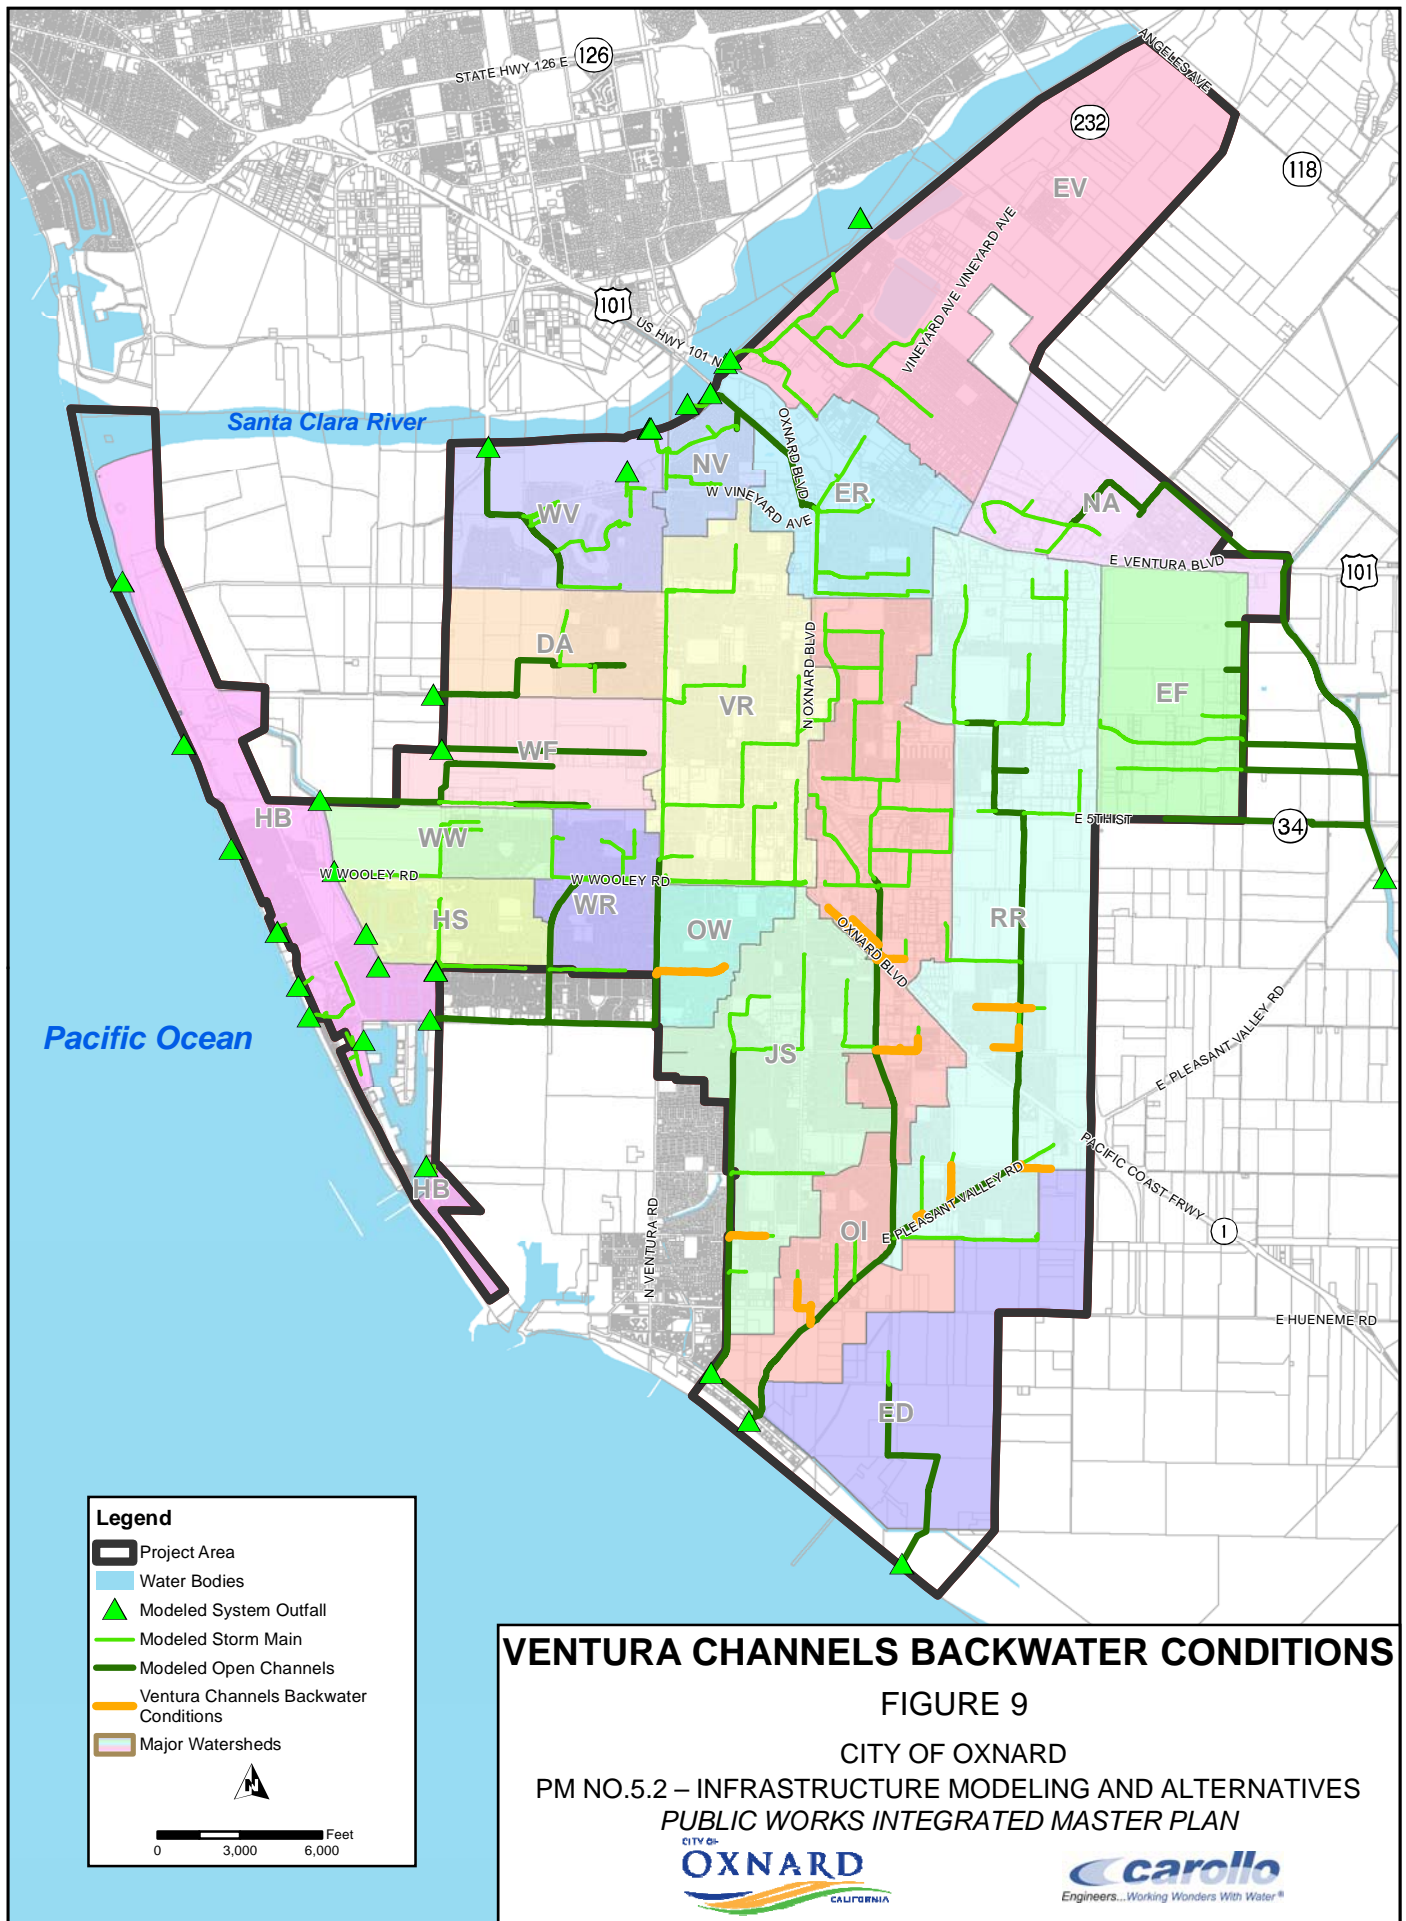 ANGELES AVE
STATE HWY 126 E
126
232
118
EV
VINEYARD AVE VINEYARD AVE
101
US HWY 101 N
Santa Clara River
OXNARD BLVD
NV
W VINEYARD AVE
ER
NA
WV
E VENTURA BLVD
101
DA
N OXNARD BLVD
VR
EF
WF
HB
E 5TH ST
34
WW
W WOOLEY RD
W WOOLEY RD
WR
HS
OW
OXNARD BLVD
RR
Pacific Ocean
JS
E PLEASANT VALLEY RD
PACIFIC COAST FRWY
HB
N VENTURA RD
OI
E PLEASANT VALLEY RD
1
E HUENEME RD
ED
Legend
Project Area
Water Bodies
Modeled System Outfall
Modeled Storm Main
Modeled Open Channels
Ventura Channels Backwater
Conditions
Major Watersheds
N
Feet
0 3,000 6,000
VENTURA CHANNELS BACKWATER CONDITIONS
FIGURE 9
CITY OF OXNARD
PM NO.5.2 – INFRASTRUCTURE MODELING AND ALTERNATIVES
PUBLIC WORKS INTEGRATED MASTER PLAN
CITY OF
OXNARD
CALIFORNIA
carollo
Engineers...Working Wonders With Water®